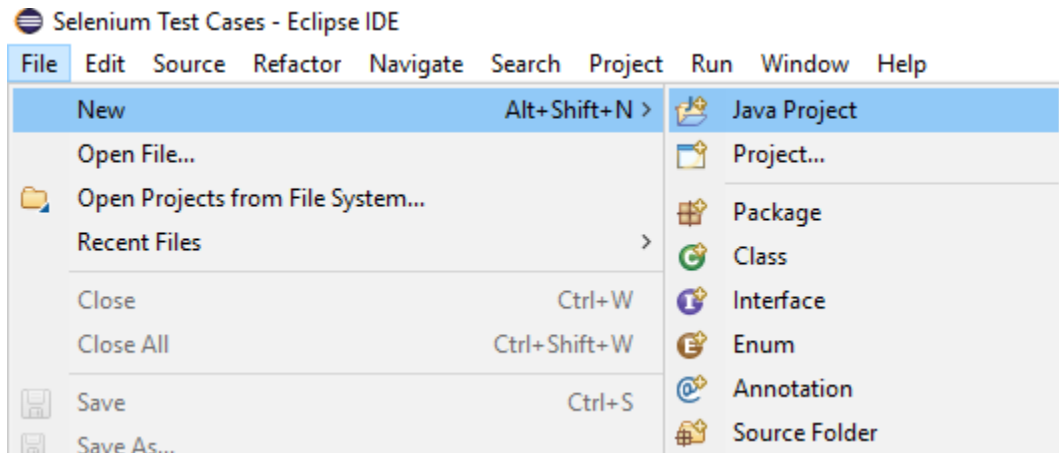 Selenium Test Cases - Eclipse IDE
File Edit Source Refactor Navigate Search Project Run Window Help
New Alt+Shift+N >
Open File...
Open Projects from File System...
Recent Files >
Close Ctrl+W
Close All Ctrl+Shift+W
Save Ctrl+S
Save As...
Java Project
Project...
Package
Class
Interface
Enum
Annotation
Source Folder